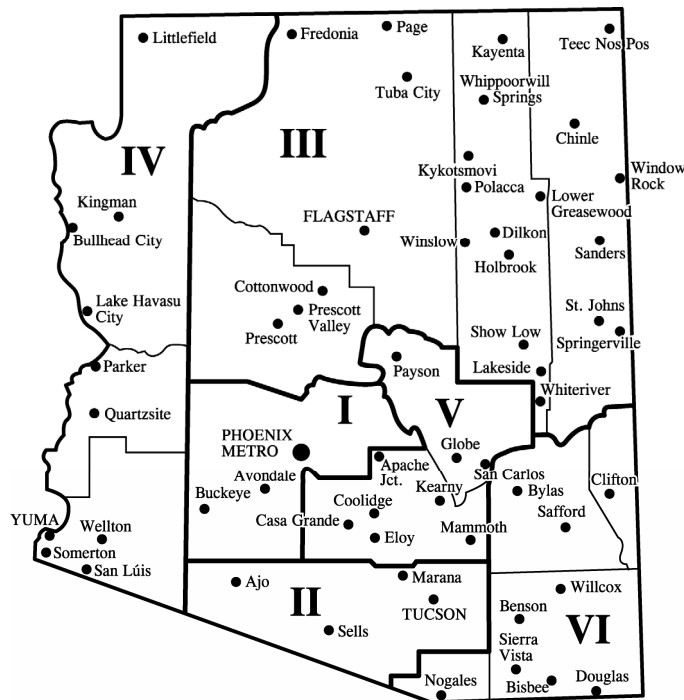 Littlefield
Fredonia
Page
Kayenta
Teec Nos Pos
Tuba City
Whippoorwill
Springs
Chinle
IV
III
Kykotsmovi
Polacca
Window
Rock
Lower
Greasewood
Kingman
Bullhead City
FLAGSTAFF
Winslow
Dilkon
Holbrook
Sanders
Cottonwood
Prescott
Valley
Prescott
Lake Havasu
City
St. Johns
Springerville
Show Low
Lakeside
Whiteriver
Parker
Payson
Quartzsite
I
V
PHOENIX
METRO
Globe
Apache
Jct.
San Carlos
Avondale
Buckeye
Kearny
Bylas
Clifton
Coolidge
Casa Grande
Safford
Eloy
Mammoth
YUMA
Wellton
Somerton
San Lúis
Ajo
II
Marana
TUCSON
Sells
Willcox
Benson
VI
Sierra
Vista
Nogales
Bisbee
Douglas